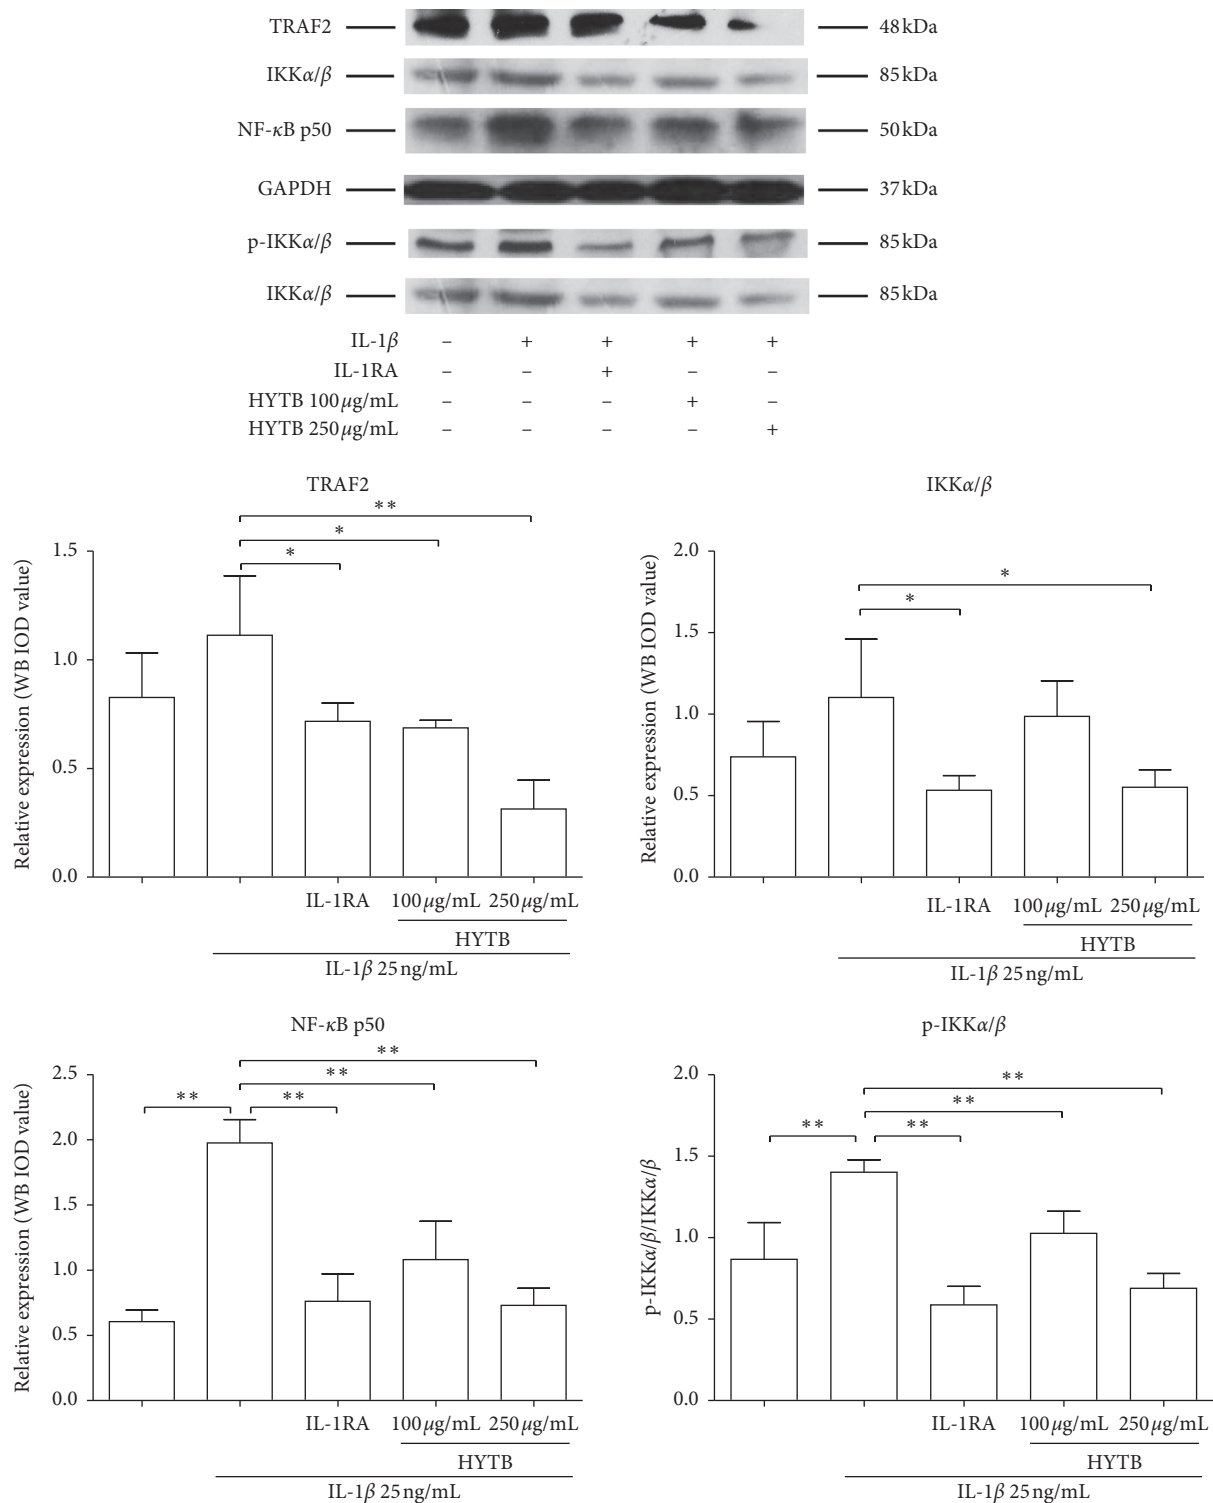 TRAF2 48 kDa
IKKα/β 85 kDa
NF-κB p50 50 kDa
GAPDH 37 kDa
p-IKKα/β 85 kDa
IKKα/β 85 kDa
IL-1β – + + + +
IL-1RA – – + – –
HYTB 100 μg/mL – – – + –
HYTB 250 μg/mL – – – – +
TRAF2
**
*
*
1.5
1.0
0.5
0.0
Relative expression (WB IOD value)
IL-1RA 100 μg/mL 250 μg/mL
HYTB
IL-1β 25 ng/mL
IKKα/β
*
*
2.0
1.5
1.0
0.5
0.0
Relative expression (WB IOD value)
IL-1RA 100 μg/mL 250 μg/mL
HYTB
IL-1β 25 ng/mL
NF-κB p50
**
**
** **
2.5
2.0
1.5
1.0
0.5
0.0
Relative expression (WB IOD value)
IL-1RA 100 μg/mL 250 μg/mL
HYTB
IL-1β 25 ng/mL
p-IKKα/β
**
**
** **
2.0
1.5
1.0
0.5
0.0
p-IKKα/β/IKKα/β
IL-1RA 100 μg/mL 250 μg/mL
HYTB
IL-1β 25 ng/mL